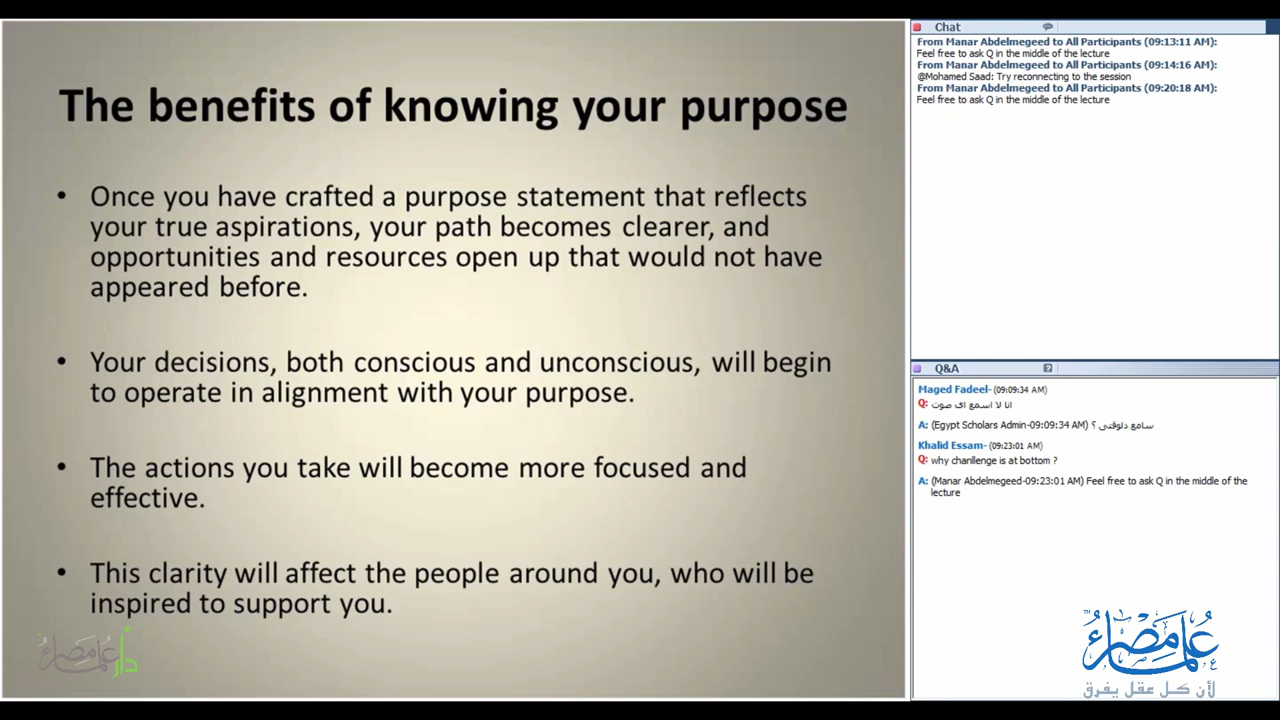 The benefits of knowing your purpose
• Once you have crafted a purpose statement that reflects
your true aspirations, your path becomes clearer, and
opportunities and resources open up that would not have
appeared before.
• Your decisions, both conscious and unconscious, will begin
to operate in alignment with your purpose.
• The actions you take will become more focused and
effective.
• This clarity will affect the people around you, who will be
inspired to support you.
دار علماء مصر
Chat
From Manar Abdelmegeed to All Participants (09:13:11 AM):
Feel free to ask Q in the middle of the lecture
From Manar Abdelmegeed to All Participants (09:14:16 AM):
@Mohamed Saad: Try reconnecting to the session
From Manar Abdelmegeed to All Participants (09:20:18 AM):
Feel free to ask Q in the middle of the lecture
Q&A
Maged Fadeel- (09:09:34 AM)
Q: انا لا اسمع اى صوت
A: (Egypt Scholars Admin-09:09:34 AM) سامع دلوقتى ؟
Khalid Essam- (09:23:01 AM)
Q: why chanllenge is at bottom ?
A: (Manar Abdelmegeed-09:23:01 AM) Feel free to ask Q in the middle of the
lecture
علماء مصر
لأن كل عقل يفرق